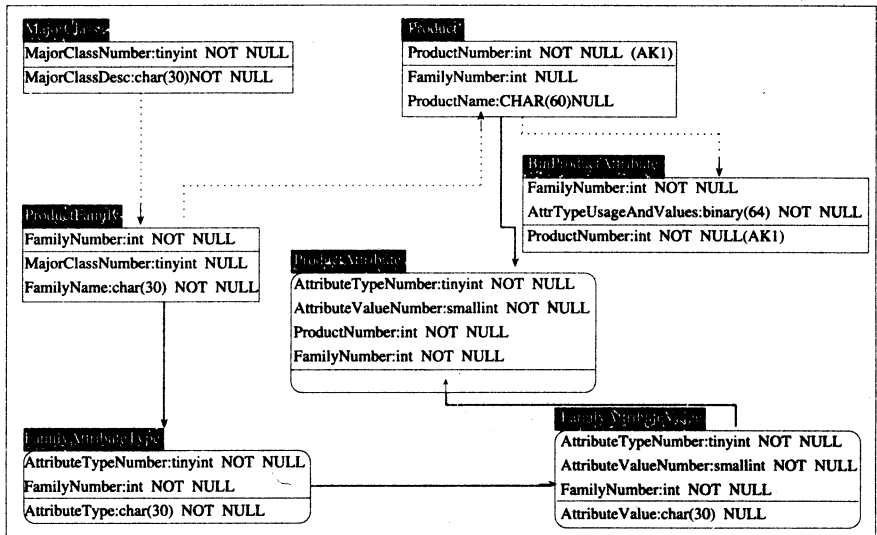 MajorClass
MajorClassNumber:tinyint NOT NULL
MajorClassDesc:char(30)NOT NULL
Product
ProductNumber:int NOT NULL (AK1)
FamilyNumber:int NULL
ProductName:CHAR(60)NULL
BinProductAttribute
FamilyNumber:int NOT NULL
AttrTypeUsageAndValues:binary(64) NOT NULL
ProductNumber:int NOT NULL(AK1)
ProductFamily
FamilyNumber:int NOT NULL
MajorClassNumber:tinyint NULL
FamilyName:char(30) NOT NULL
ProductAttribute
AttributeTypeNumber:tinyint NOT NULL
AttributeValueNumber:smallint NOT NULL
ProductNumber:int NOT NULL
FamilyNumber:int NOT NULL
FamilyAttributeType
AttributeTypeNumber:tinyint NOT NULL
FamilyNumber:int NOT NULL
AttributeType:char(30) NOT NULL
FamilyAttributeValue
AttributeTypeNumber:tinyint NOT NULL
AttributeValueNumber:smallint NOT NULL
FamilyNumber:int NOT NULL
AttributeValue:char(30) NULL